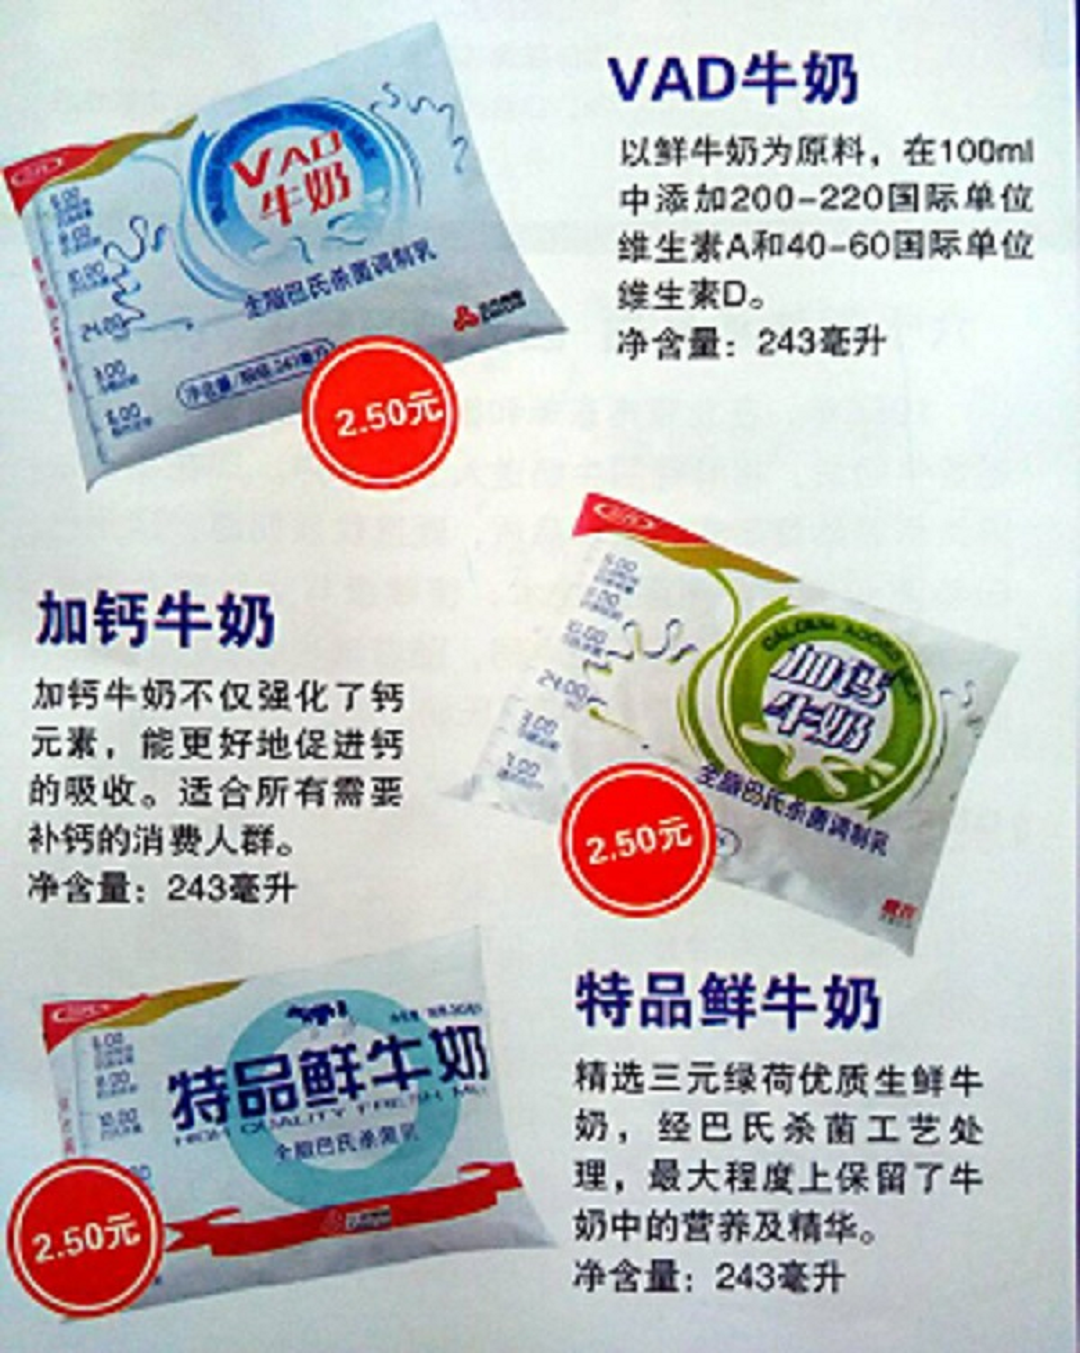 VAD牛奶
以鲜牛奶为原料，在100ml
中添加200-220国际单位
维生素A和40-60国际单位
维生素D。
净含量：243毫升
VAD
牛奶
全脂巴氏杀菌调制乳
2.50元
加钙牛奶
加钙牛奶不仅强化了钙
元素，能更好地促进钙
的吸收。适合所有需要
补钙的消费人群。
净含量：243毫升
加钙
牛奶
全脂巴氏杀菌调制乳
2.50元
特品鲜牛奶
HIGH QUALITY FRESH MILK
全脂巴氏杀菌乳
2.50元
特品鲜牛奶
精选三元绿荷优质生鲜牛
奶，经巴氏杀菌工艺处
理，最大程度上保留了牛
奶中的营养及精华。
净含量：243毫升